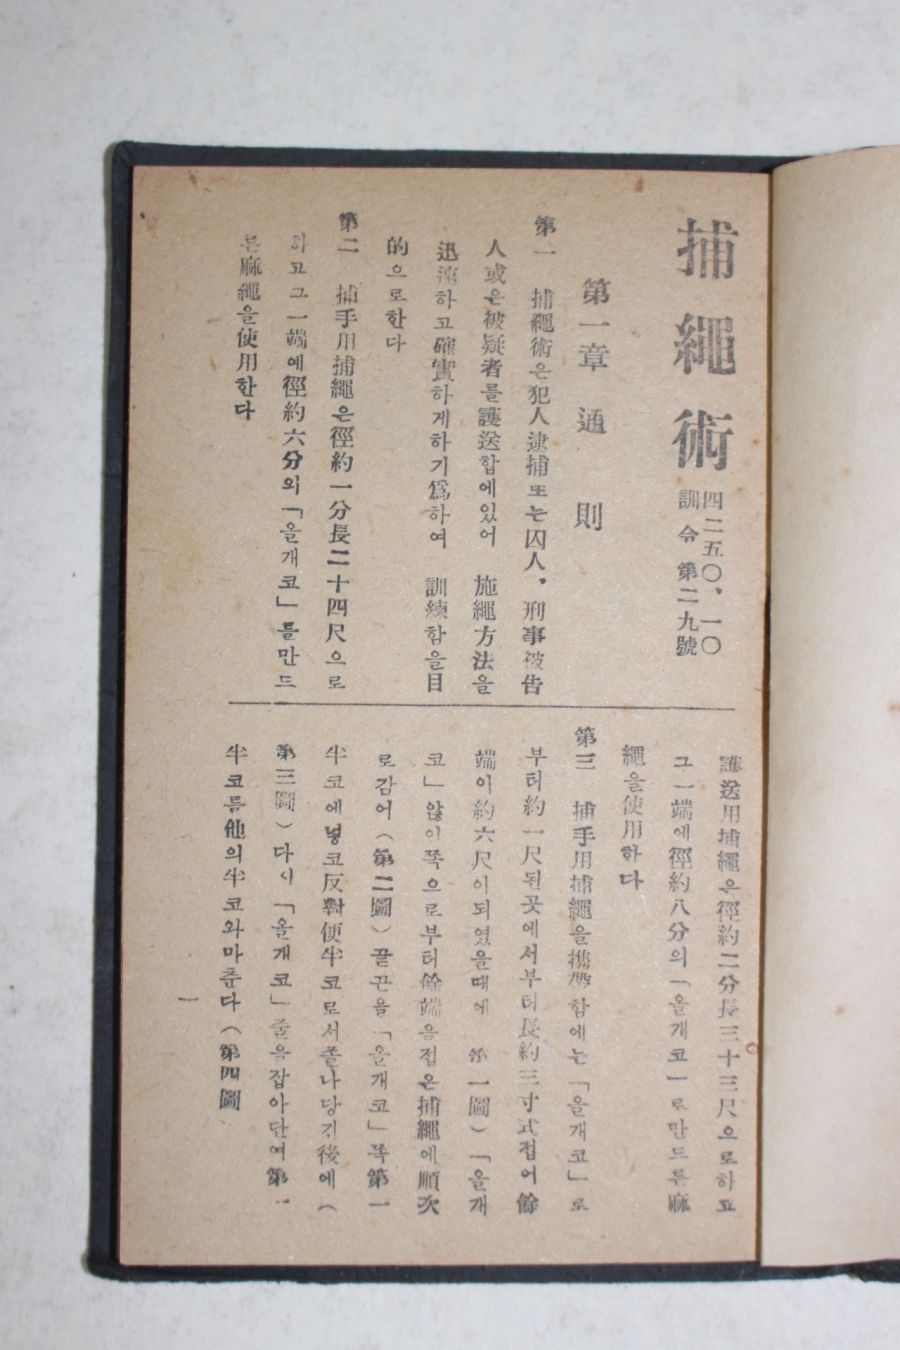 捕繩術
四二五〇、一〇
訓令第二九號
第一章 通則
第一 捕繩術은犯人逮捕또는囚人，刑事被告
人或은被疑者를護送합에있어 施繩方法을
迅速하고確實하게하기爲하여 訓練함을目
的으로한다
第二 捕手用捕繩은徑約一分長二十四尺으로
하고그一端에徑約六分의「올개코」를만드
른麻繩을使用한다
護送用捕繩은徑約二分長三十三尺으로하고
그一端에徑約八分의「올개코一로만드른麻
繩을使用하다
第三 捕手用捕繩을携帶함에는「올개코」로
부터約一尺된곳에서부터長約三寸式접어餘
端이約六尺이되였을때에 第一圖）「올개
코」않이쪽으로부터餘端을접은捕繩에順次
로감어（第二圖）끝끈을「올개코」쪽第一
半코에넣코反對便半코로서쫄나당긴後에（
第三圖）다시「올개코」줄을잡아단여第一
半코를他의半코와마춘다（第四圖
一